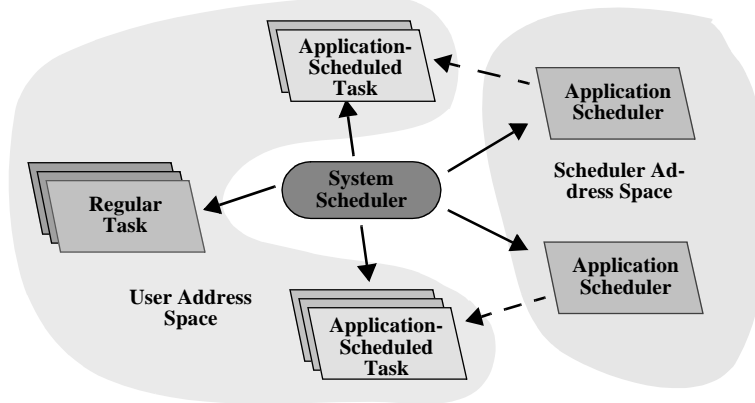 Application-
Scheduled
Task
Application
Scheduler
System
Scheduler
Scheduler Ad-
dress Space
Regular
Task
User Address
Space
Application
Scheduler
Application-
Scheduled
Task